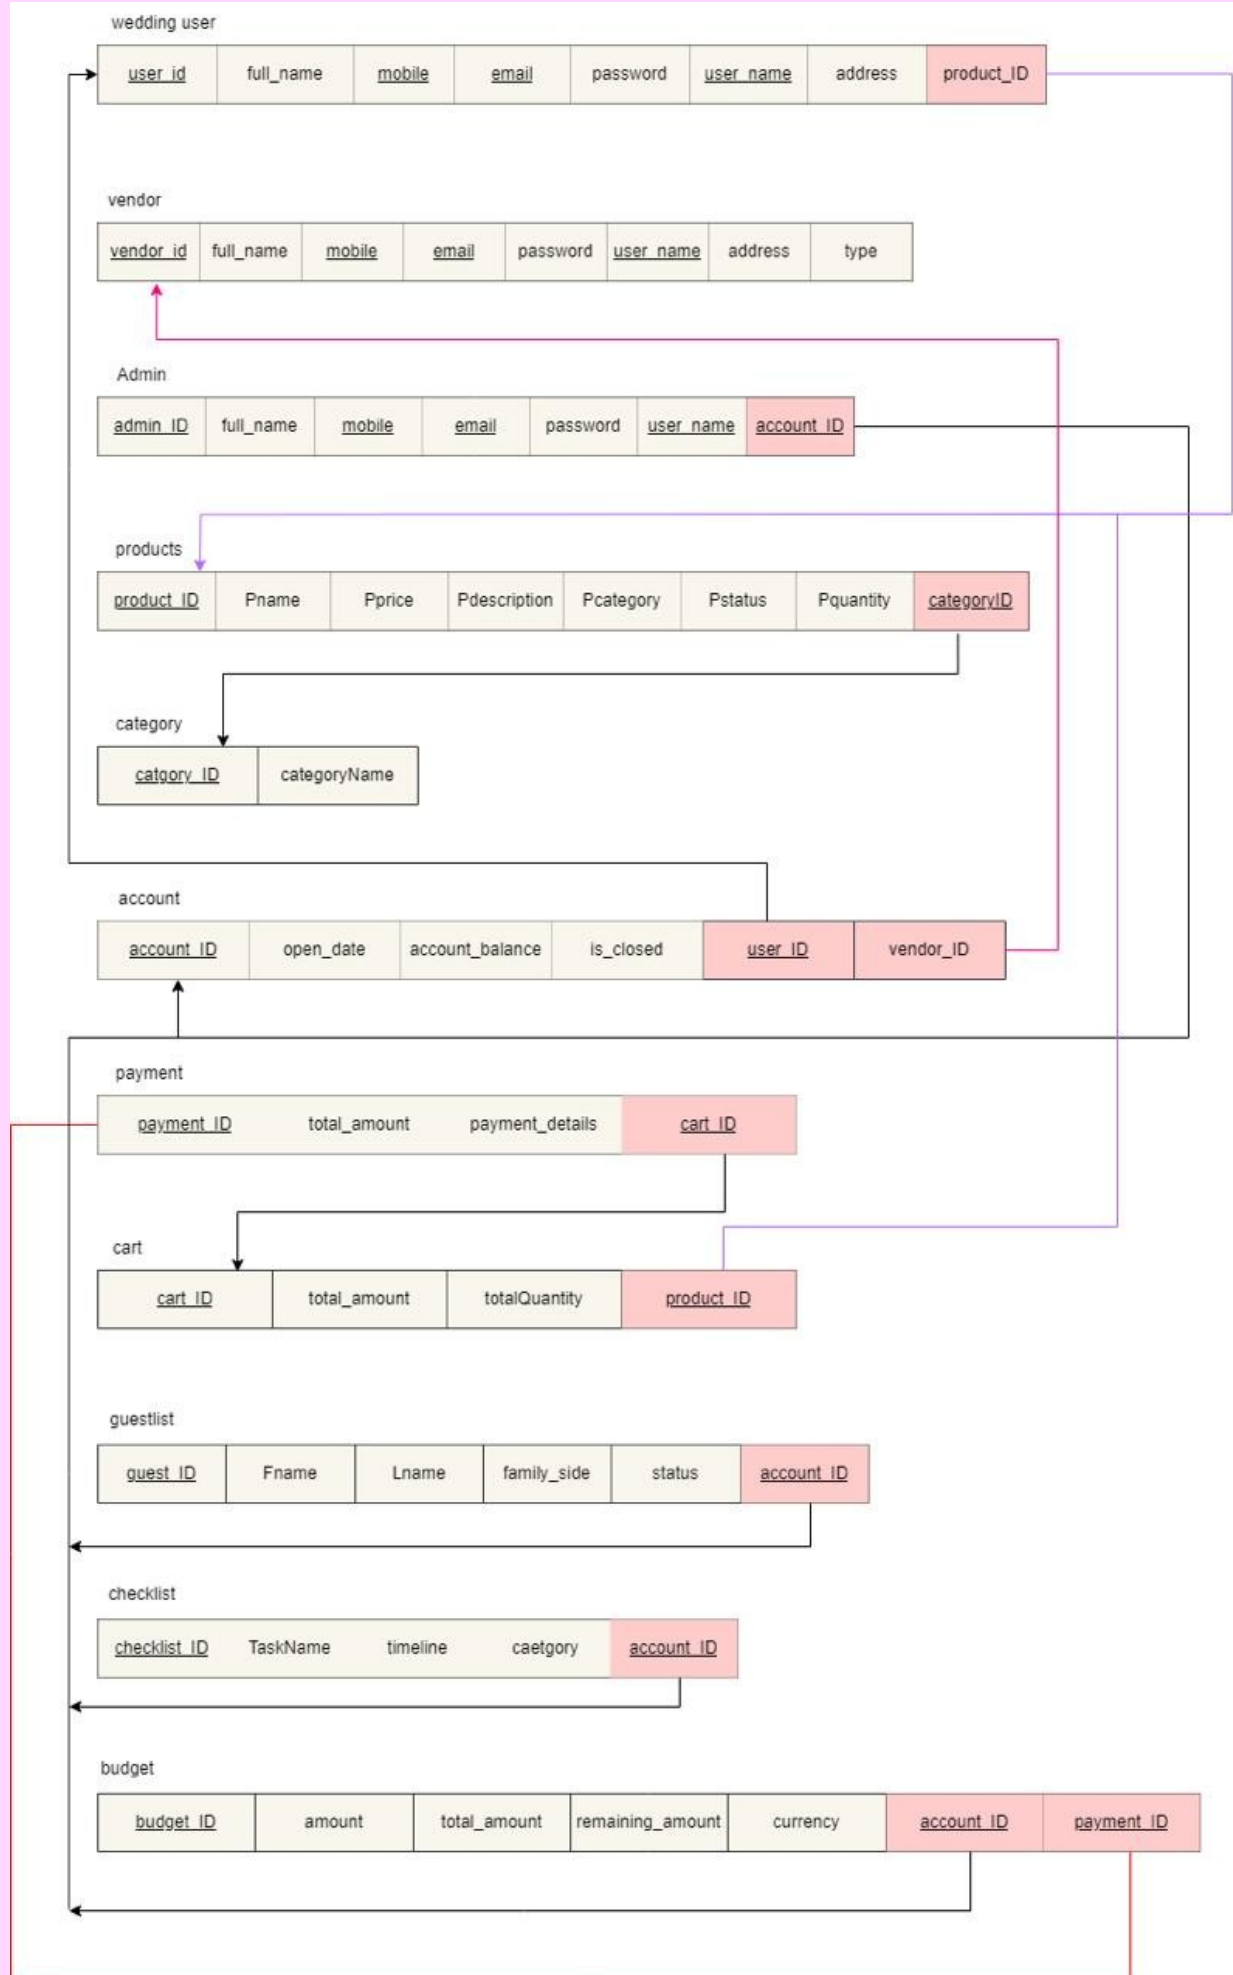 wedding user
user_id full_name mobile email password user_name address product_ID
vendor
vendor_id full_name mobile email password user_name address type
Admin
admin_ID full_name mobile email password user_name account_ID
products
product_ID Pname Pprice Pdescription Pcategory Pstatus Pquantity categoryID
category
catgory_ID categoryName
account
account_ID open_date account_balance is_closed user_ID vendor_ID
payment
payment_ID total_amount payment_details cart_ID
cart
cart_ID total_amount totalQuantity product_ID
guestlist
guest_ID Fname Lname family_side status account_ID
checklist
checklist_ID TaskName timeline caetgory account_ID
budget
budget_ID amount total_amount remaining_amount currency account_ID payment_ID